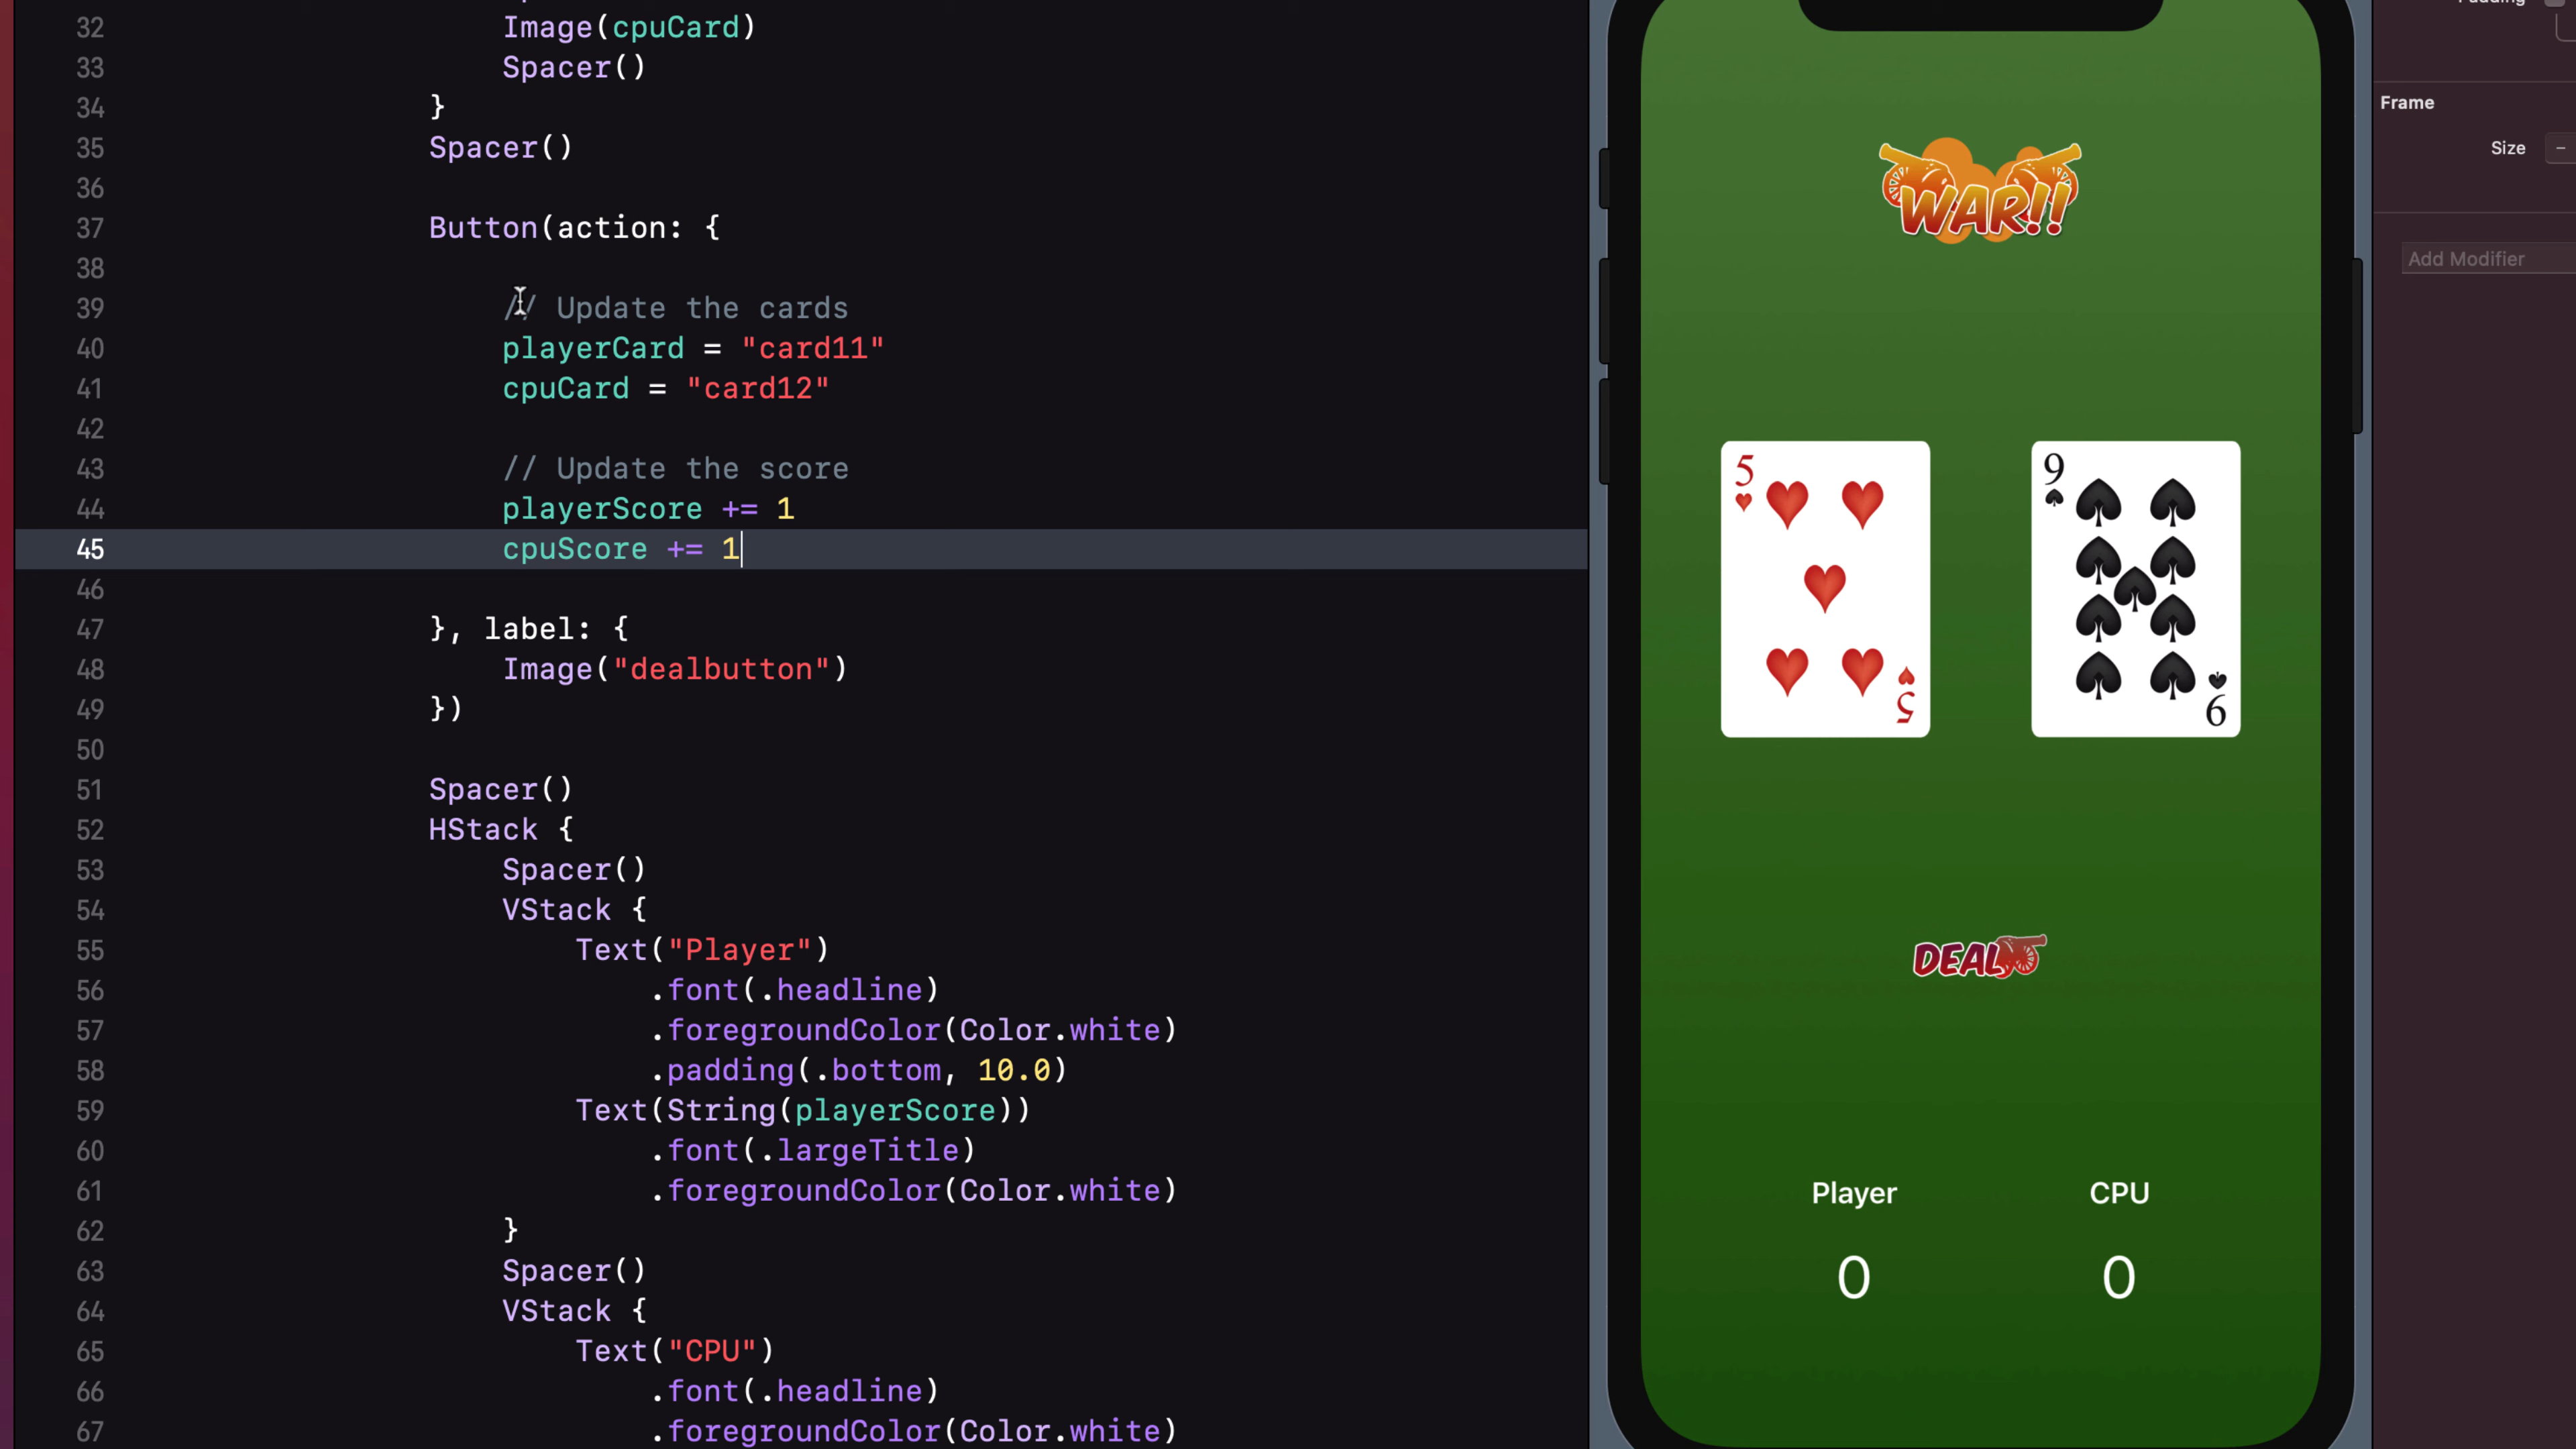 32 Image(cpuCard)
33 Spacer()
34 }
35 Spacer()
36
37 Button(action: {
38
39 // Update the cards
40 playerCard = "card11"
41 cpuCard = "card12"
42
43 // Update the score
44 playerScore += 1
45 cpuScore += 1
46
47 }, label: {
48 Image("dealbutton")
49 })
50
51 Spacer()
52 HStack {
53 Spacer()
54 VStack {
55 Text("Player")
56 .font(.headline)
57 .foregroundColor(Color.white)
58 .padding(.bottom, 10.0)
59 Text(String(playerScore))
60 .font(.largeTitle)
61 .foregroundColor(Color.white)
62 }
63 Spacer()
64 VStack {
65 Text("CPU")
66 .font(.headline)
67 .foregroundColor(Color.white)
WAR!!
5
9
5
9
DEAL
Player CPU
0 0
Frame
Size
Add Modifier